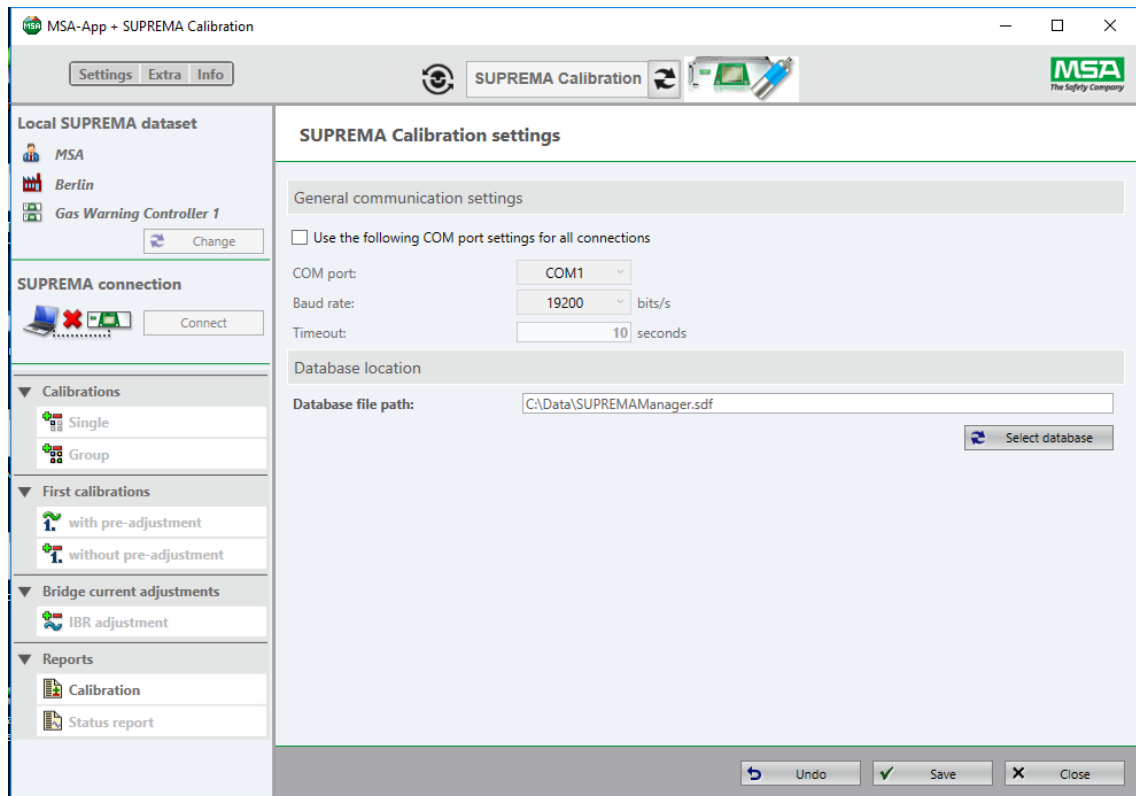 MSA-App + SUPREMA Calibration
Settings Extra Info
SUPREMA Calibration
MSA
The Safety Company
Local SUPREMA dataset
MSA
Berlin
Gas Warning Controller 1
Change
SUPREMA connection
Connect
Calibrations
Single
Group
First calibrations
1. with pre-adjustment
1. without pre-adjustment
Bridge current adjustments
IBR adjustment
Reports
Calibration
Status report
SUPREMA Calibration settings
General communication settings
Use the following COM port settings for all connections
COM port: COM1
Baud rate: 19200 bits/s
Timeout: 10 seconds
Database location
Database file path: C:\Data\SUPREMAManager.sdf
Select database
Undo Save Close